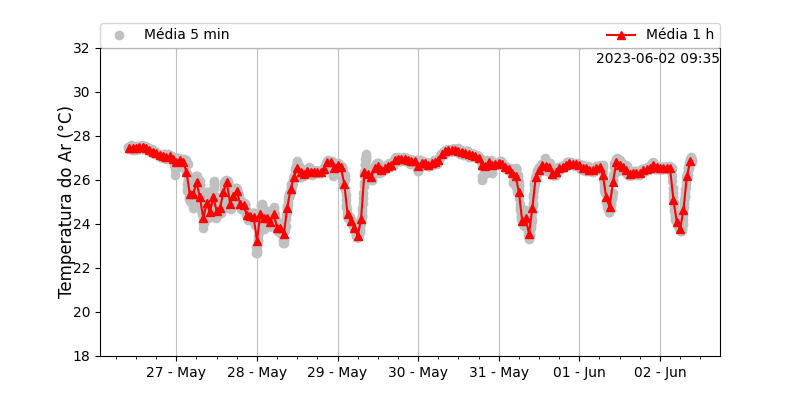 Média 5 min
Média 1 h
2023-06-02 09:35
Temperatura do Ar (°C)
32
30
28
26
24
22
20
18
27 - May
28 - May
29 - May
30 - May
31 - May
01 - Jun
02 - Jun